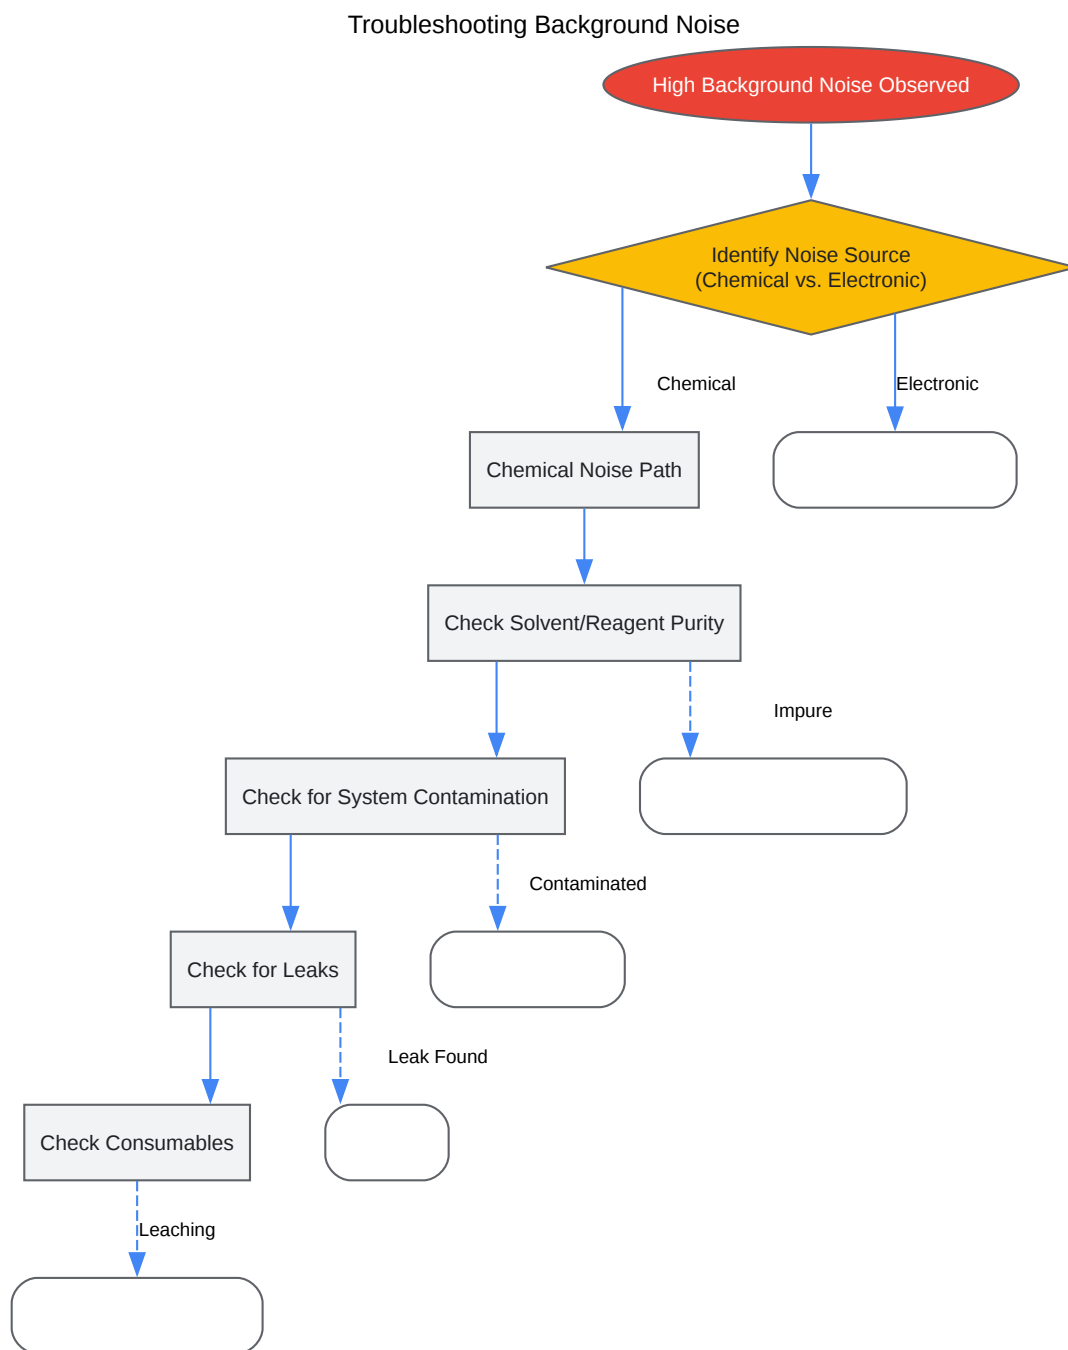 Troubleshooting Background Noise
High Background Noise Observed
Identify Noise Source
(Chemical vs. Electronic)
Chemical
Electronic
Chemical Noise Path
Check Solvent/Reagent Purity
Impure
Check for System Contamination
Contaminated
Check for Leaks
Leak Found
Check Consumables
Leaching